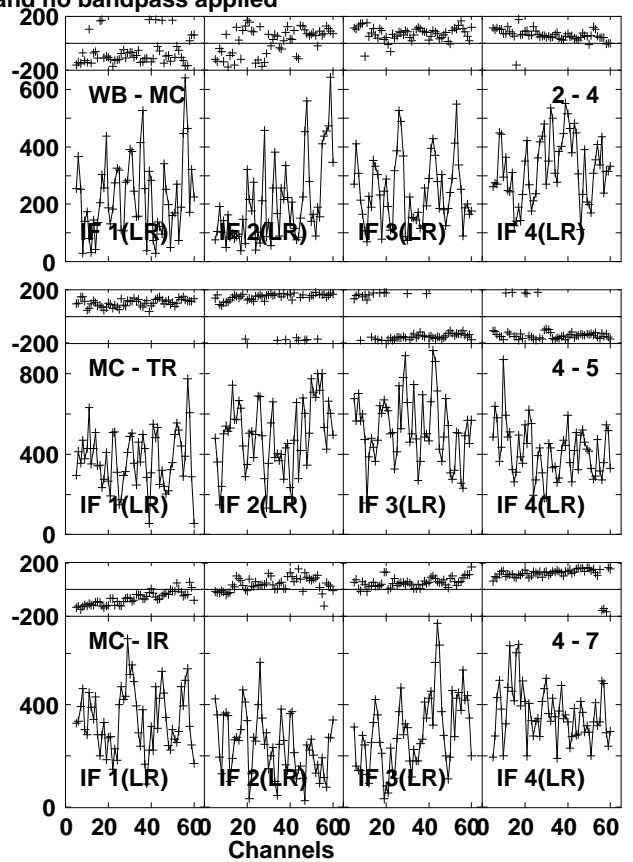 and no bandpass applied
200
-200
600
400
200
0
WB - MC
2 - 4
IF 1(LR)
IF 2(LR)
IF 3(LR)
IF 4(LR)
200
-200
800
400
0
MC - TR
4 - 5
IF 1(LR)
IF 2(LR)
IF 3(LR)
IF 4(LR)
200
-200
400
0
MC - IR
4 - 7
IF 1(LR)
IF 2(LR)
IF 3(LR)
IF 4(LR)
0 20 40 60 0 20 40 60 0 20 40 60 0 20 40 60
Channels